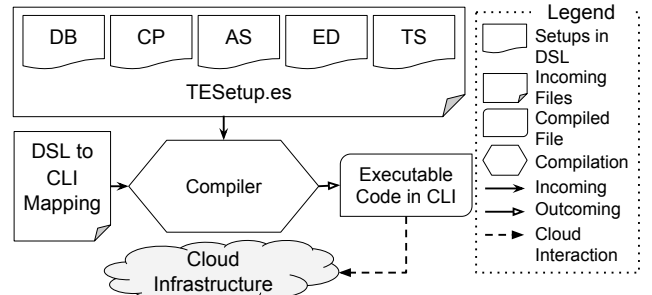 DB CP AS ED TS
TESetup.es
DSL to
CLI
Mapping
Compiler
Executable
Code in CLI
Cloud
Infrastructure
Legend
Setups in
DSL
Incoming
Files
Compiled
File
Compilation
Incoming
Outcoming
Cloud
Interaction